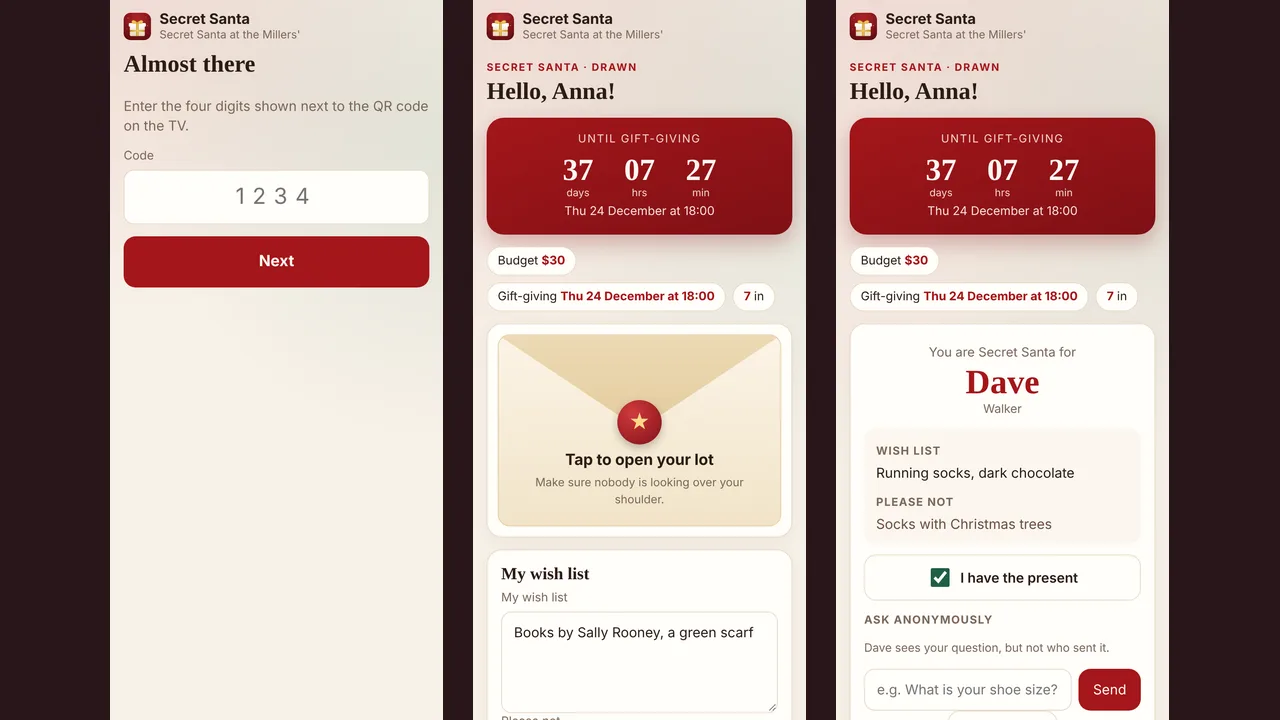 Secret Santa
Secret Santa at the Millers'
Almost there
Enter the four digits shown next to the QR code
on the TV.
Code
1 2 3 4
Next
Secret Santa
Secret Santa at the Millers'
SECRET SANTA · DRAWN
Hello, Anna!
UNTIL GIFT-GIVING
37 07 27
days hrs min
Thu 24 December at 18:00
Budget $30
Gift-giving Thu 24 December at 18:00 7 in
Tap to open your lot
Make sure nobody is looking over your
shoulder.
My wish list
My wish list
Books by Sally Rooney, a green scarf
Please not
Secret Santa
Secret Santa at the Millers'
SECRET SANTA · DRAWN
Hello, Anna!
UNTIL GIFT-GIVING
37 07 27
days hrs min
Thu 24 December at 18:00
Budget $30
Gift-giving Thu 24 December at 18:00 7 in
You are Secret Santa for
Dave
Walker
WISH LIST
Running socks, dark chocolate
PLEASE NOT
Socks with Christmas trees
I have the present
ASK ANONYMOUSLY
Dave sees your question, but not who sent it.
e.g. What is your shoe size? Send